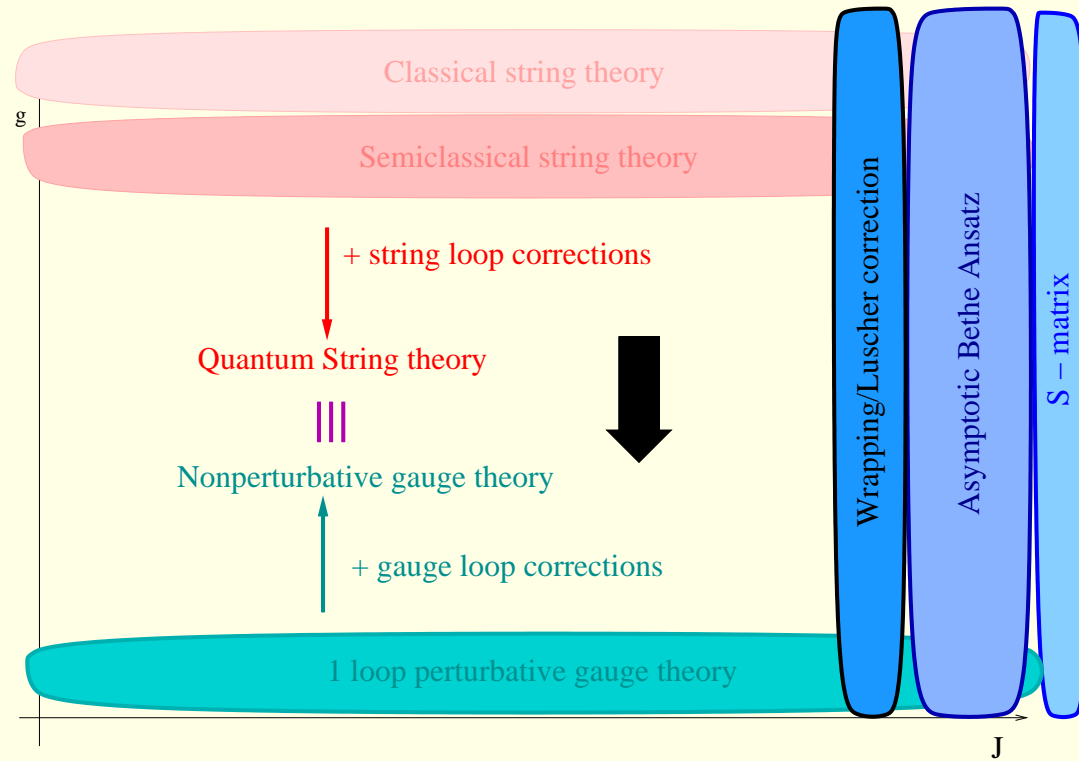 Classical string theory
g
Semiclassical string theory
+ string loop corrections
Quantum String theory
Nonperturbative gauge theory
+ gauge loop corrections
1 loop perturbative gauge theory
J
Wrapping/Luscher correction
Asymptotic Bethe Ansatz
S − matrix